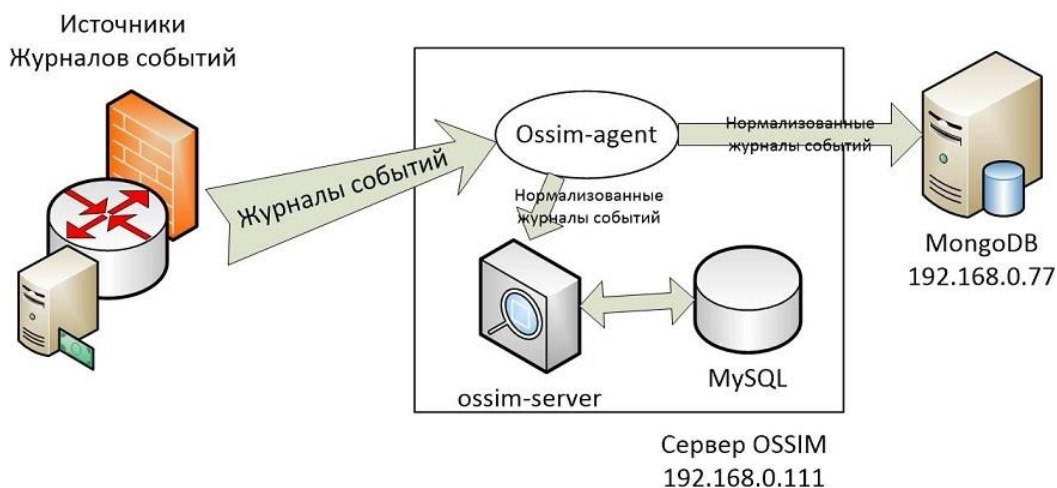 Источники
Журналов событий
Журналы событий
Ossim-agent
Нормализованные
журналы событий
Нормализованные
журналы событий
MongoDB
192.168.0.77
ossim-server
MySQL
Сервер OSSIM
192.168.0.111